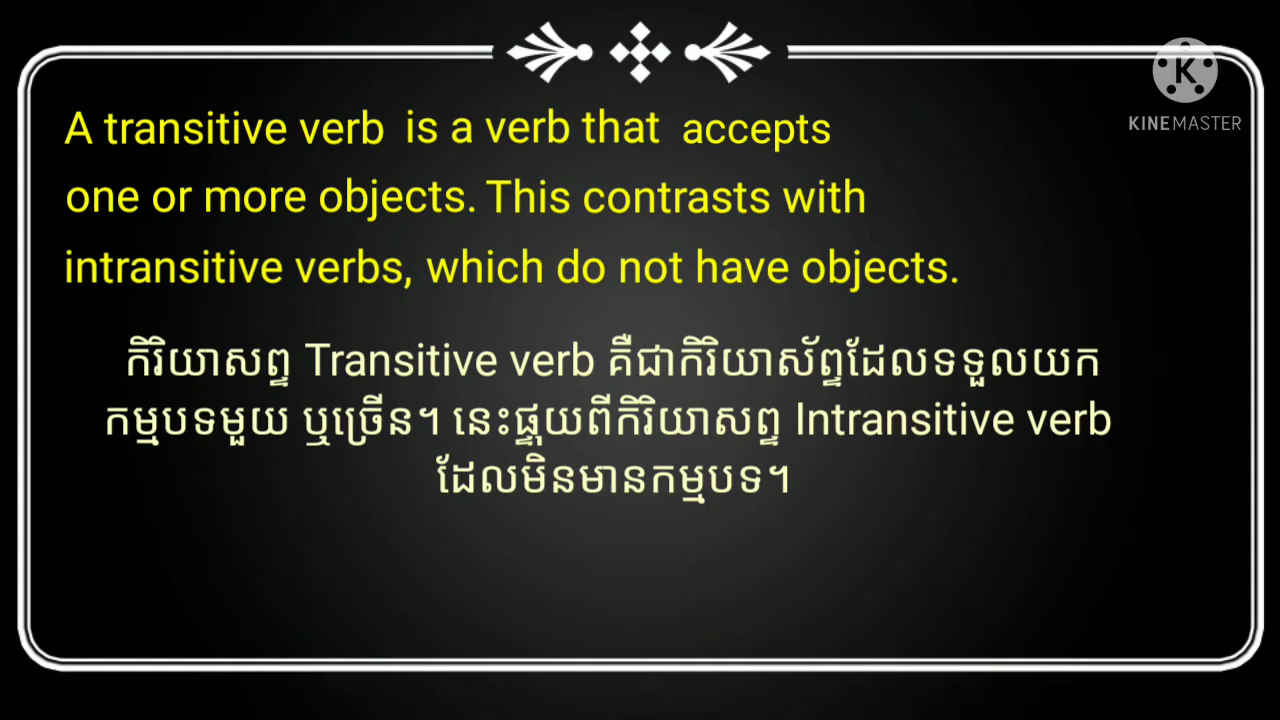 A transitive verb is a verb that accepts
one or more objects. This contrasts with
intransitive verbs, which do not have objects.
កិរិយាសព្ទ Transitive verb គឺជាកិរិយាស័ព្ទដែលទទួលយក
កម្មបទមួយ ឬច្រើន។ នេះផ្ទុយពីកិរិយាសព្ទ Intransitive verb
ដែលមិនមានកម្មបទ។
K
KINEMASTER